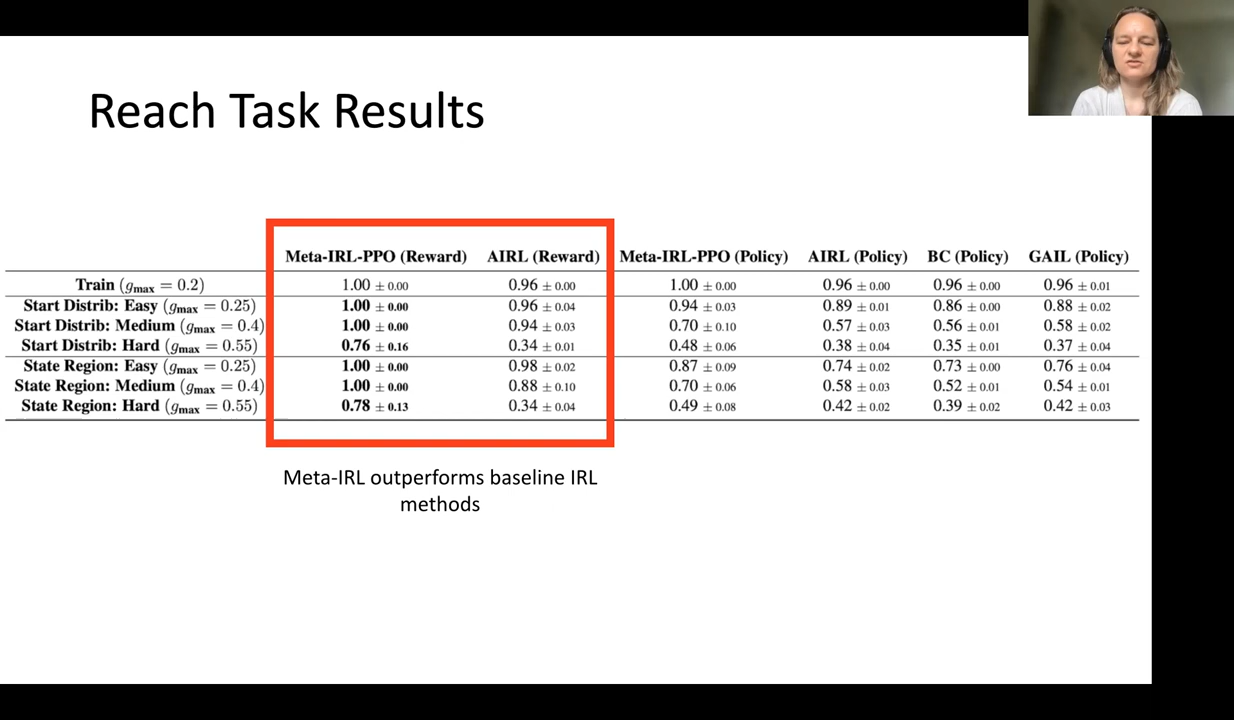 Reach Task Results
Meta-IRL-PPO (Reward) AIRL (Reward) Meta-IRL-PPO (Policy) AIRL (Policy) BC (Policy) GAIL (Policy)
Train (g_max = 0.2) 1.00 ± 0.00 0.96 ± 0.00 1.00 ± 0.00 0.96 ± 0.00 0.96 ± 0.00 0.96 ± 0.01
Start Distrib: Easy (g_max = 0.25) 1.00 ± 0.00 0.96 ± 0.04 0.94 ± 0.03 0.89 ± 0.01 0.86 ± 0.00 0.88 ± 0.02
Start Distrib: Medium (g_max = 0.4) 1.00 ± 0.00 0.94 ± 0.03 0.70 ± 0.10 0.57 ± 0.03 0.56 ± 0.01 0.58 ± 0.02
Start Distrib: Hard (g_max = 0.55) 0.76 ± 0.16 0.34 ± 0.01 0.48 ± 0.06 0.38 ± 0.04 0.35 ± 0.01 0.37 ± 0.04
State Region: Easy (g_max = 0.25) 1.00 ± 0.00 0.98 ± 0.02 0.87 ± 0.09 0.74 ± 0.02 0.73 ± 0.00 0.76 ± 0.04
State Region: Medium (g_max = 0.4) 1.00 ± 0.00 0.88 ± 0.10 0.70 ± 0.06 0.58 ± 0.03 0.52 ± 0.01 0.54 ± 0.01
State Region: Hard (g_max = 0.55) 0.78 ± 0.13 0.34 ± 0.04 0.49 ± 0.08 0.42 ± 0.02 0.39 ± 0.02 0.42 ± 0.03
Meta-IRL outperforms baseline IRL
methods